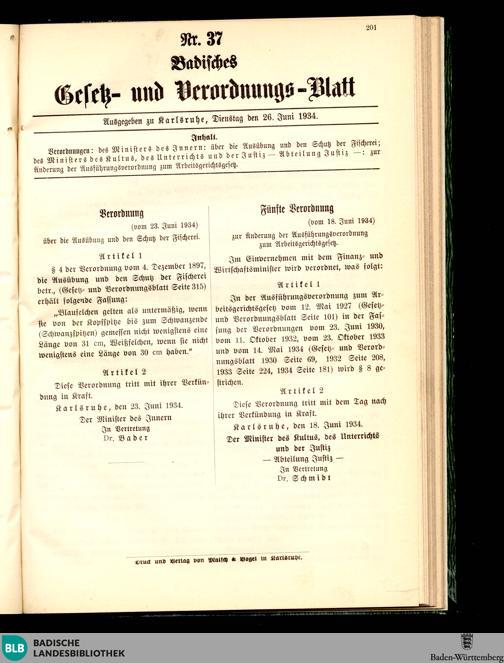 201
Nr. 37
Badisches
Gesetz- und Verordnungs-Blatt
Ausgegeben zu Karlsruhe, Dienstag den 26. Juni 1934.
Inhalt.
Verordnungen: des Ministers des Innern: über die Ausübung und den Schutz der Fischerei;
des Ministers des Kultus, des Unterrichts und der Justiz — Abteilung Justiz —: zur
Änderung der Ausführungsverordnung zum Arbeitsgerichtsgesetz.
Verordnung
(vom 23. Juni 1934)
über die Ausübung und den Schutz der Fischerei.
Artikel 1
§ 4 der Verordnung vom 4. Dezember 1897,
die Ausübung und den Schutz der Fischerei
betr., (Gesetz- und Verordnungsblatt Seite 315)
erhält folgende Fassung:
„Blaufelchen gelten als untermäßig, wenn
sie von der Kopfspitze bis zum Schwanzende
(Schwanzspitzen) gemessen nicht wenigstens eine
Länge von 31 cm, Weißfelchen, wenn sie nicht
wenigstens eine Länge von 30 cm haben."
Artikel 2
Diese Verordnung tritt mit ihrer Verkün-
dung in Kraft.
Karlsruhe, den 23. Juni 1934.
Der Minister des Innern
In Vertretung
Dr. Bader
Fünfte Verordnung
(vom 18. Juni 1934)
zur Änderung der Ausführungsverordnung
zum Arbeitsgerichtsgesetz.
Im Einvernehmen mit dem Finanz- und
Wirtschaftsminister wird verordnet, was folgt:
Artikel 1
In der Ausführungsverordnung zum Ar-
beitsgerichtsgesetz vom 12. Mai 1927 (Gesetz-
und Verordnungsblatt Seite 101) in der Fas-
sung der Verordnungen vom 23. Juni 1930,
vom 11. Oktober 1932, vom 23. Oktober 1933
und vom 14. Mai 1934 (Gesetz- und Verord-
nungsblatt 1930 Seite 69, 1932 Seite 208,
1933 Seite 224, 1934 Seite 181) wird § 8 ge-
strichen.
Artikel 2
Diese Verordnung tritt mit dem Tag nach
ihrer Verkündung in Kraft.
Karlsruhe, den 18. Juni 1934.
Der Minister des Kultus, des Unterrichts
und der Justiz
— Abteilung Justiz —
In Vertretung
Dr. Schmidt
Druck und Verlag von Malsch & Vogel in Karlsruhe.
BLB BADISCHE
LANDESBIBLIOTHEK
Baden-Württemberg